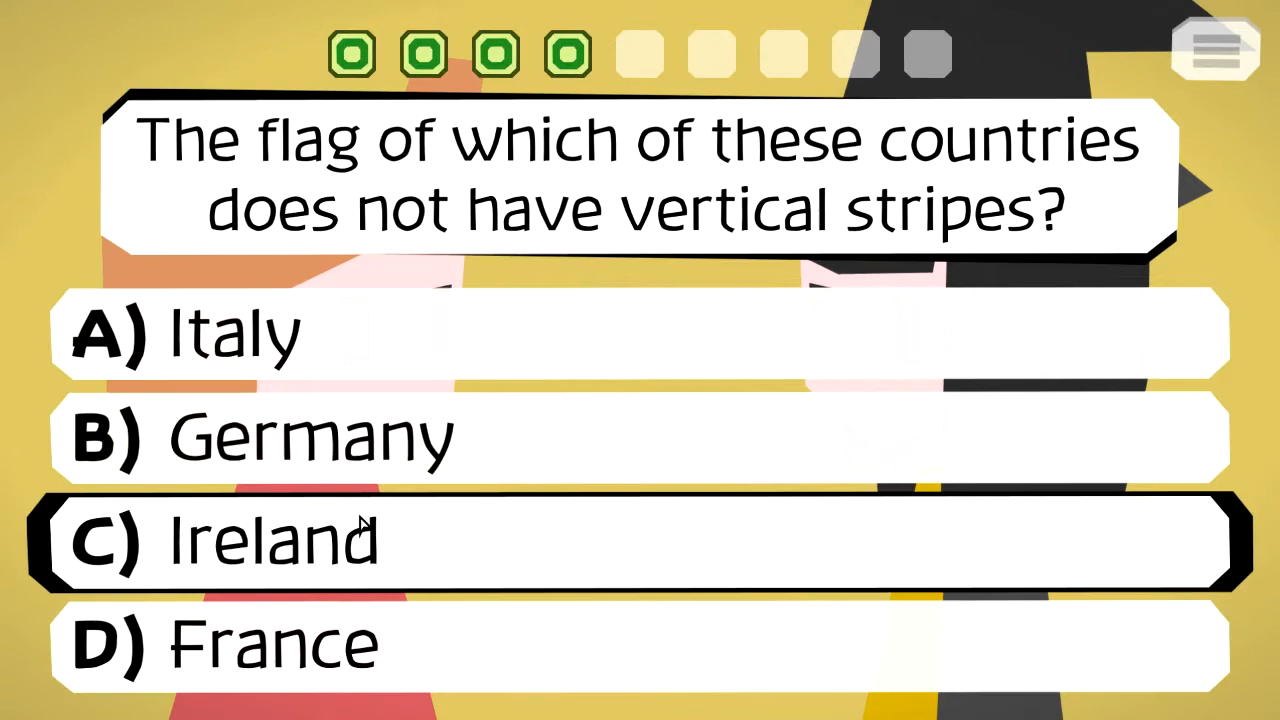 The flag of which of these countries
does not have vertical stripes?
A) Italy
B) Germany
C) Ireland
D) France